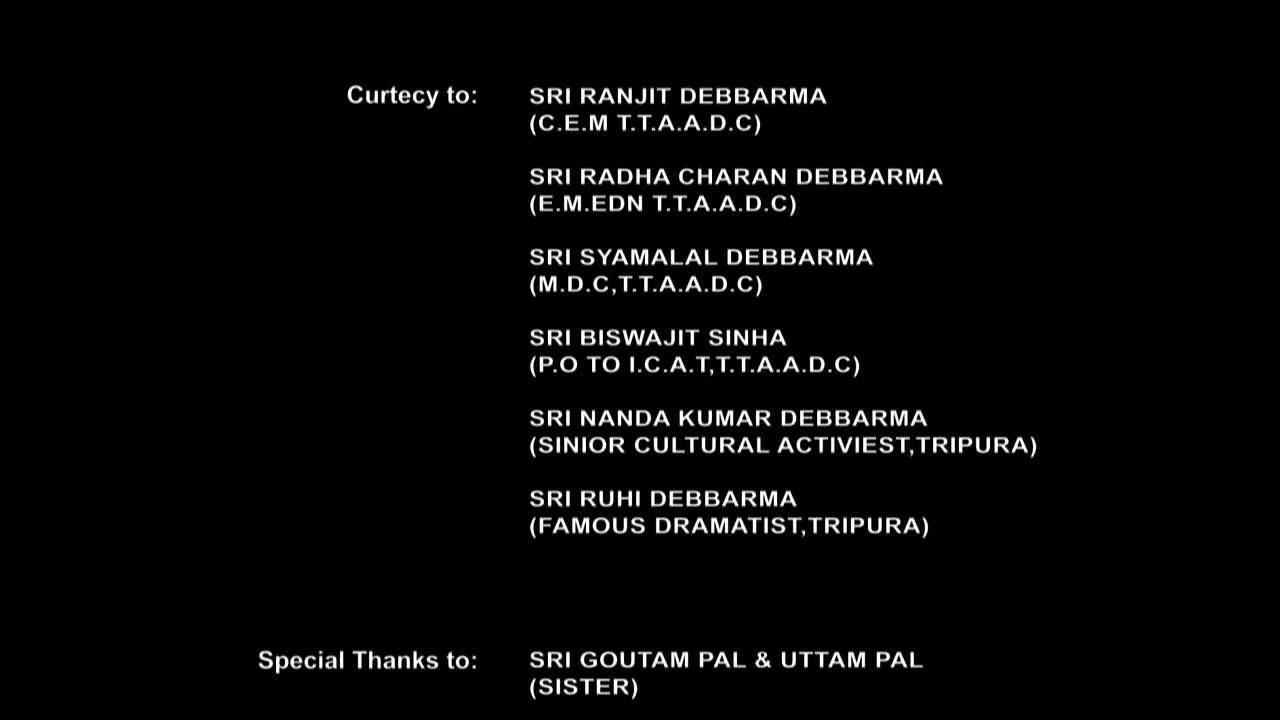 Curtecy to: SRI RANJIT DEBBARMA
(C.E.M T.T.A.A.D.C)
SRI RADHA CHARAN DEBBARMA
(E.M.EDN T.T.A.A.D.C)
SRI SYAMALAL DEBBARMA
(M.D.C,T.T.A.A.D.C)
SRI BISWAJIT SINHA
(P.O TO I.C.A.T,T.T.A.A.D.C)
SRI NANDA KUMAR DEBBARMA
(SINIOR CULTURAL ACTIVIEST,TRIPURA)
SRI RUHI DEBBARMA
(FAMOUS DRAMATIST,TRIPURA)
Special Thanks to: SRI GOUTAM PAL & UTTAM PAL
(SISTER)